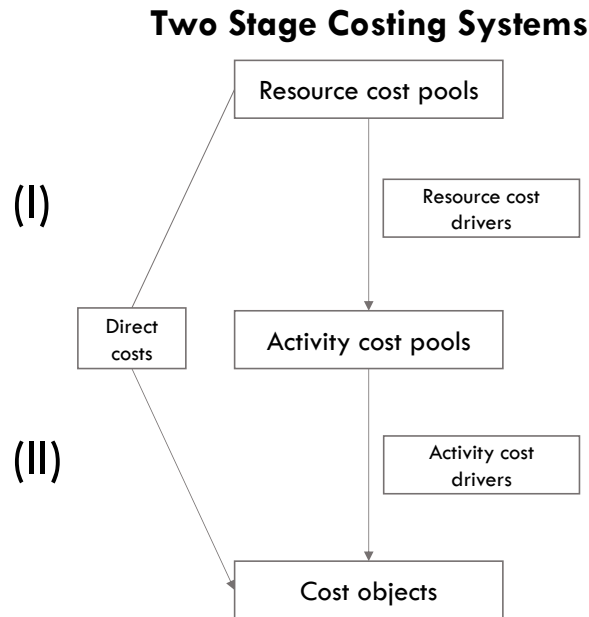 Two Stage Costing Systems
Resource cost pools
(I)
Resource cost
drivers
Direct
costs
Activity cost pools
(II)
Activity cost
drivers
Cost objects